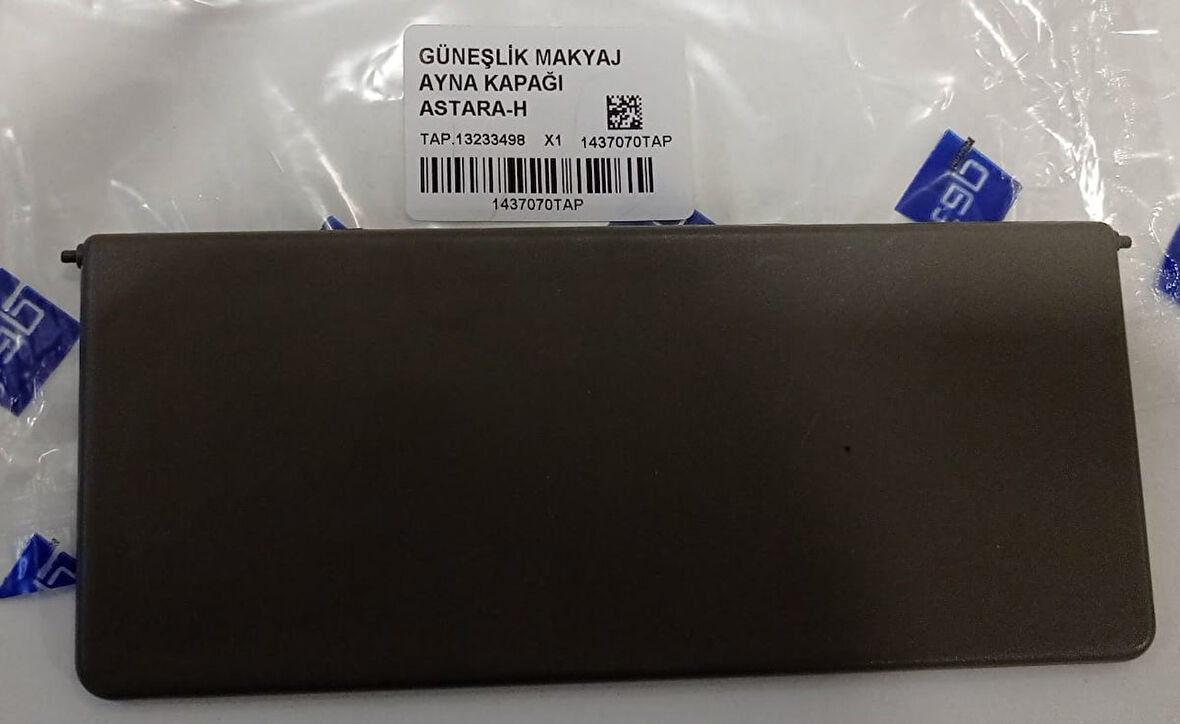 GÜNEŞLİK MAKYAJ
AYNA KAPAĞI
ASTARA-H
TAP.13233498 X1 1437070TAP
1437070TAP